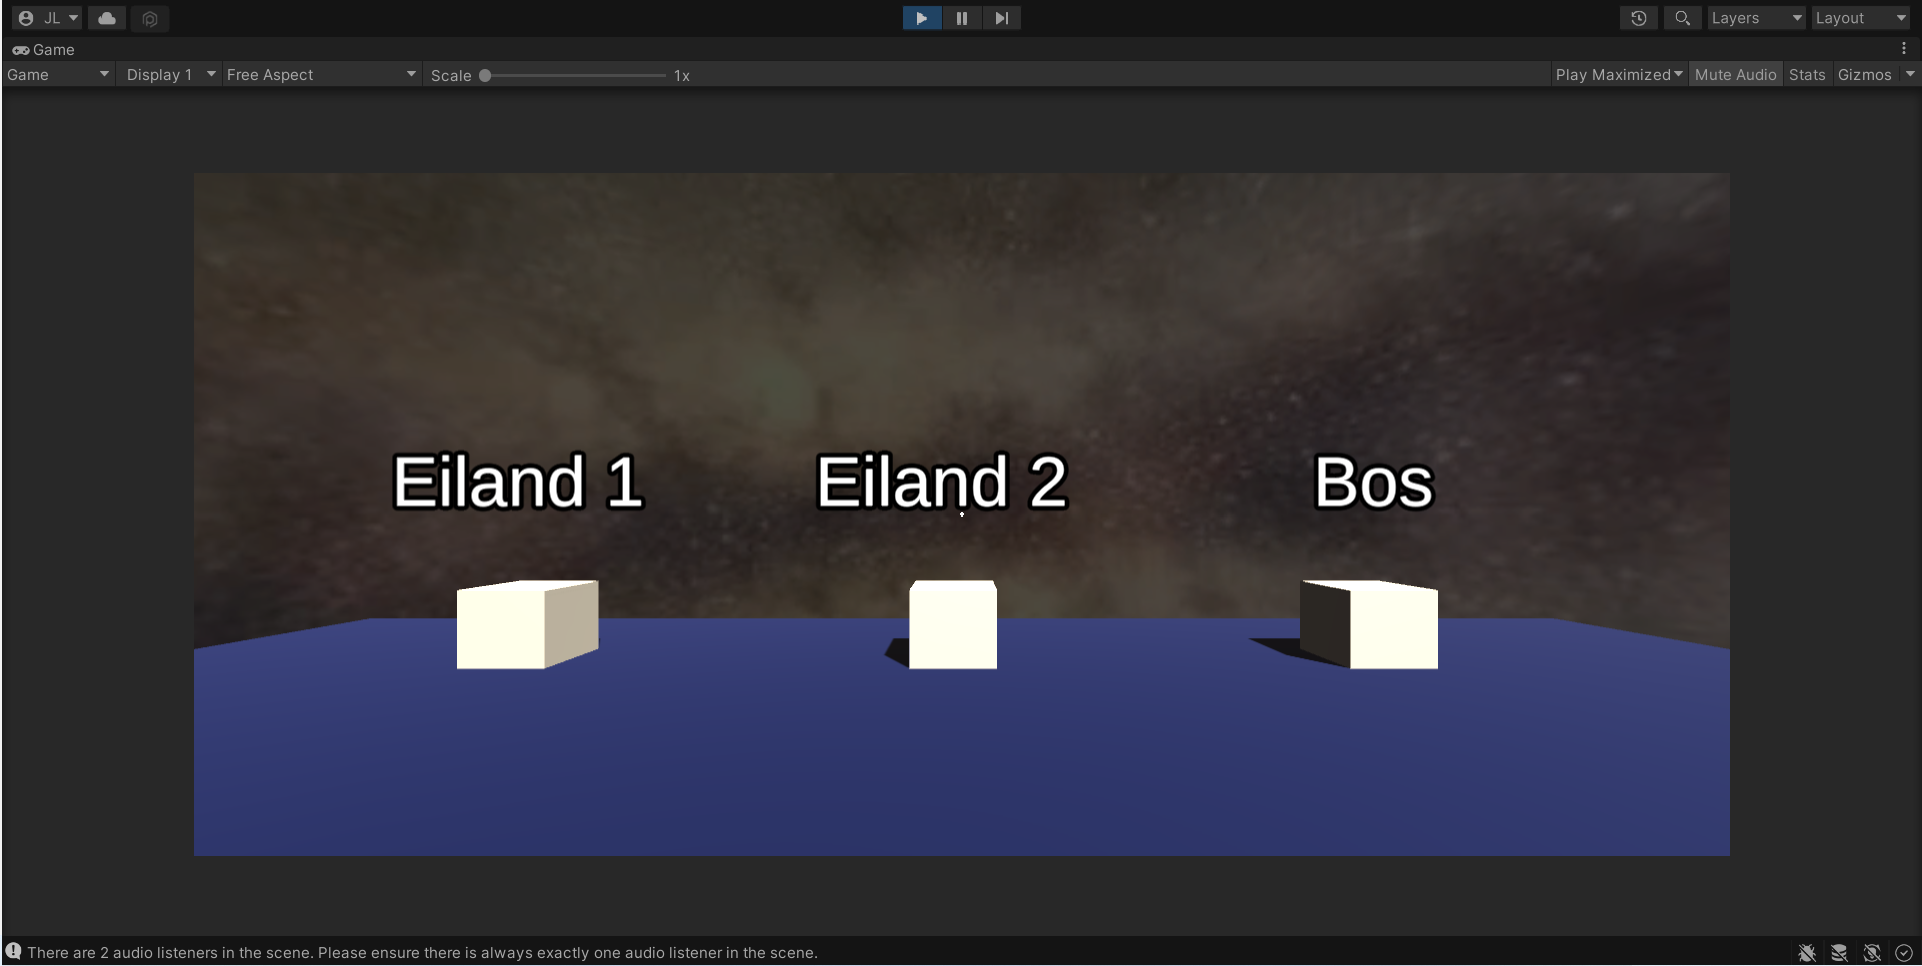 JL
Layers
Layout
Game
Game
Display 1
Free Aspect
Scale
1x
Play Maximized
Mute Audio
Stats
Gizmos
Eiland 1
Eiland 2
Bos
There are 2 audio listeners in the scene. Please ensure there is always exactly one audio listener in the scene.